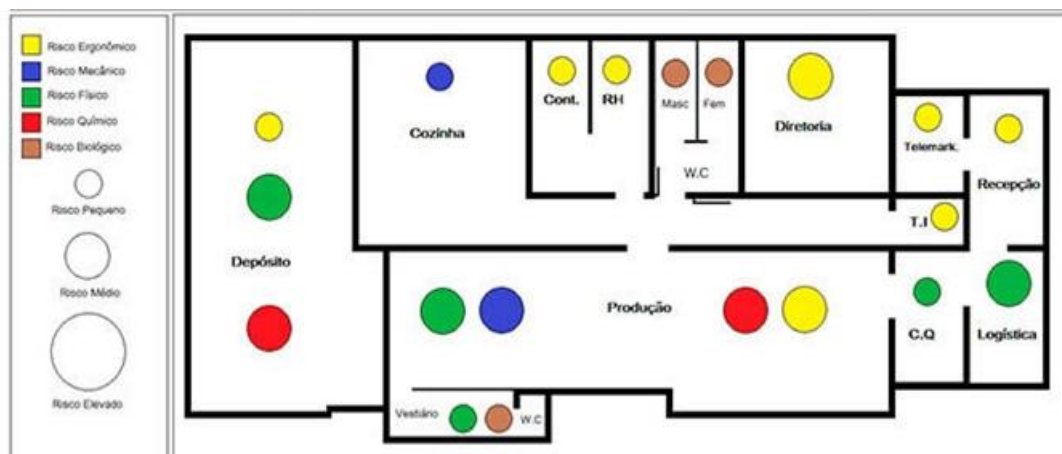 Risco Ergonômico
Risco Mecânico
Risco Físico
Risco Químico
Risco Biológico
Risco Pequeno
Risco Médio
Risco Elevado
Cozinha
Cont.
RH
Masc
Fem
W.C
Diretoria
Telemark.
Recepção
T.I
Depósito
Produção
C.Q
Logística
Vestiário
W.C